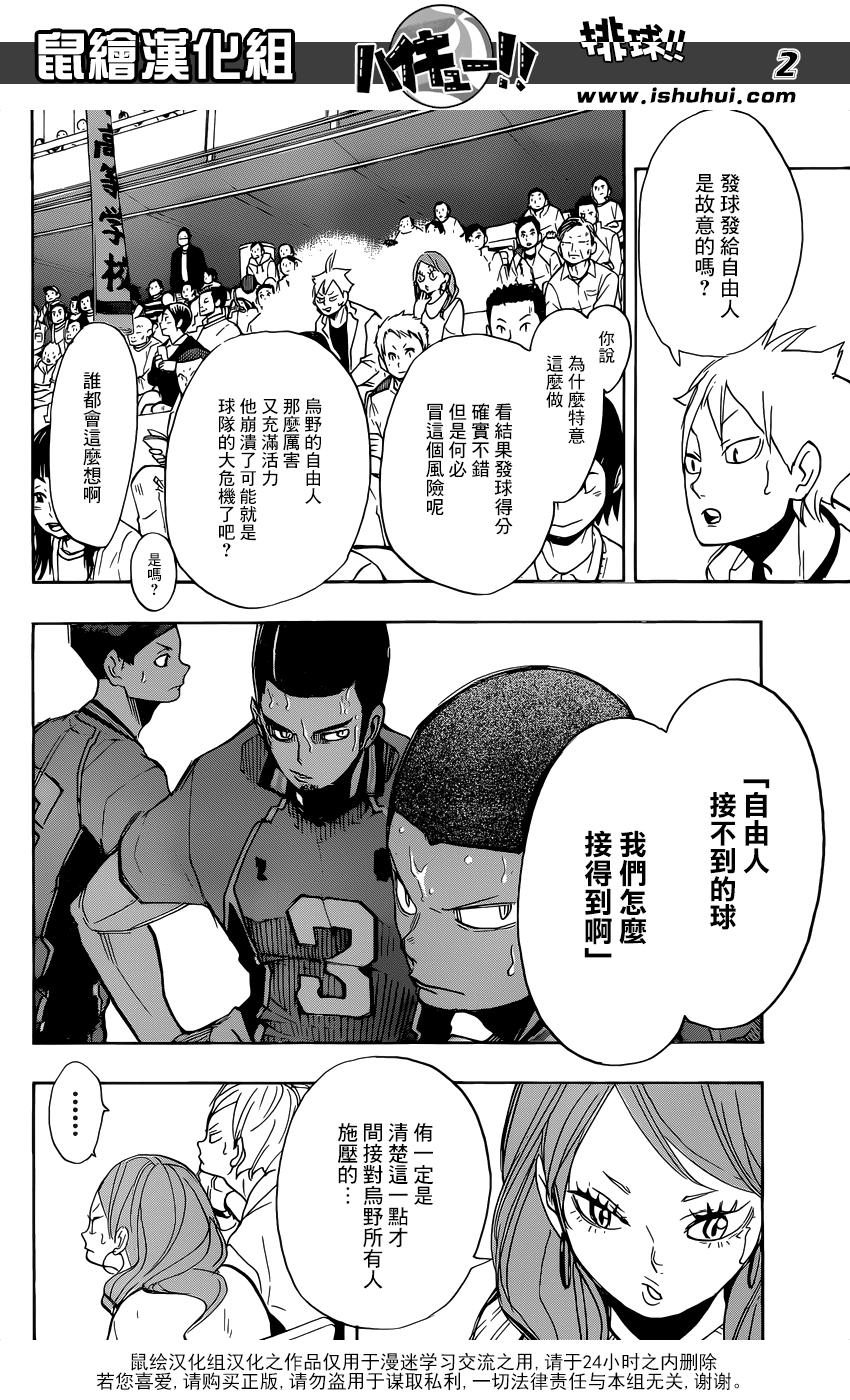 鼠繪漢化組
ハイキュー!!
排球!!
2
www.ishuhui.com
發球發給自由人
是故意的嗎？
你說
為什麼特意
這麼做
看結果發球得分
確實不錯
但是何必
冒這個風險呢
烏野的自由人
那麼厲害
又充滿活力
他崩潰了可能就是
球隊的大危機了吧？
誰都會這麼想啊
是嗎？
「自由人
接不到的球
我們怎麼
接得到啊」
3
侑一定是
清楚這一點才
間接對烏野所有人
施壓的…
……
鼠绘汉化组汉化之作品仅用于漫迷学习交流之用, 请于24小时之内删除
若您喜爱, 请购买正版, 请勿盗用于谋取私利, 一切法律责任与本组无关, 谢谢。